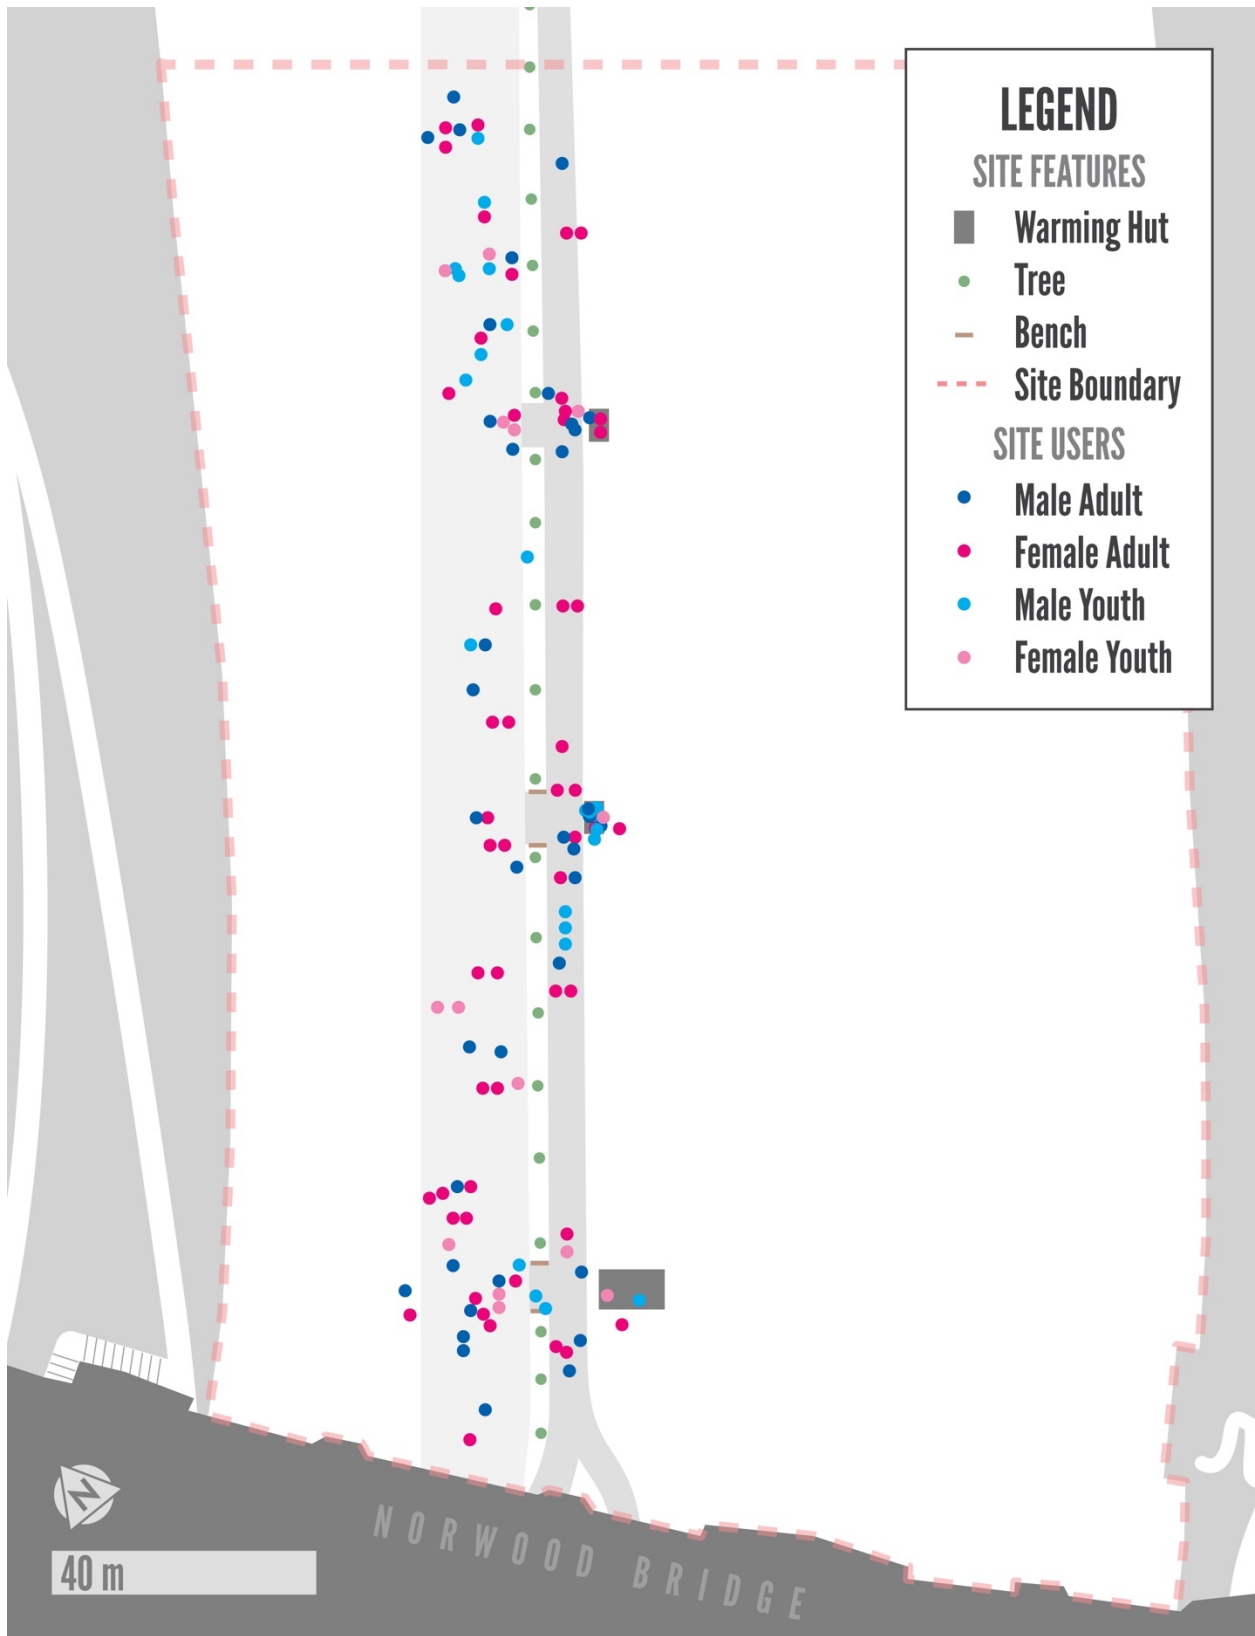 LEGEND
SITE FEATURES
Warming Hut
Tree
Bench
Site Boundary
SITE USERS
Male Adult
Female Adult
Male Youth
Female Youth
N
40 m
NORWOOD BRIDGE